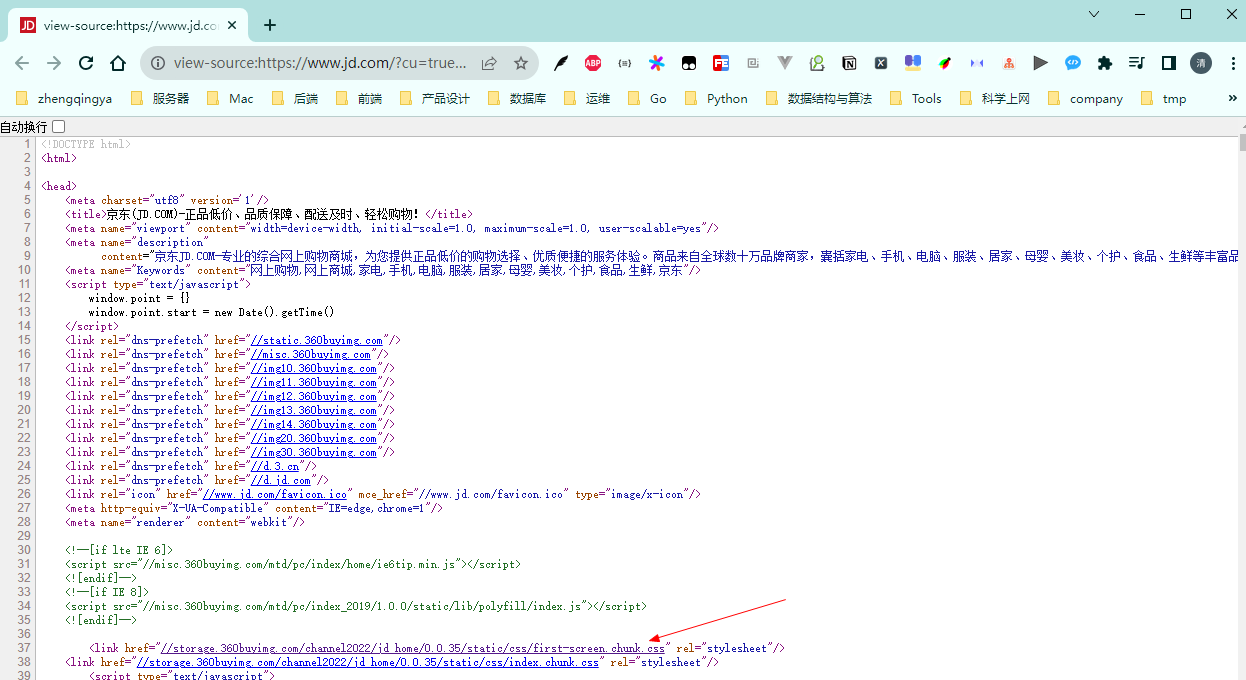 JD view-source:https://www.jd.co
view-source:https://www.jd.com/?cu=true... ABP FE 清
zhengqingya 服务器 Mac 后端 前端 产品设计 数据库 运维 Go Python 数据结构与算法 Tools 科学上网 company tmp »
自动换行
1 <!DOCTYPE html>
2 <html>
3
4 <head>
5 <meta charset="utf8" version='1'/>
6 <title>京东(JD.COM)-正品低价、品质保障、配送及时、轻松购物！</title>
7 <meta name="viewport" content="width=device-width, initial-scale=1.0, maximum-scale=1.0, user-scalable=yes"/>
8 <meta name="description"
9 content="京东JD.COM-专业的综合网上购物商城，为您提供正品低价的购物选择、优质便捷的服务体验。商品来自全球数十万品牌商家，囊括家电、手机、电脑、服装、居家、母婴、美妆、个护、食品、生鲜等丰富品
10 <meta name="Keywords" content="网上购物,网上商城,家电,手机,电脑,服装,居家,母婴,美妆,个护,食品,生鲜,京东"/>
11 <script type="text/javascript">
12 window.point = {}
13 window.point.start = new Date().getTime()
14 </script>
15 <link rel="dns-prefetch" href="//static.360buyimg.com"/>
16 <link rel="dns-prefetch" href="//misc.360buyimg.com"/>
17 <link rel="dns-prefetch" href="//img10.360buyimg.com"/>
18 <link rel="dns-prefetch" href="//img11.360buyimg.com"/>
19 <link rel="dns-prefetch" href="//img12.360buyimg.com"/>
20 <link rel="dns-prefetch" href="//img13.360buyimg.com"/>
21 <link rel="dns-prefetch" href="//img14.360buyimg.com"/>
22 <link rel="dns-prefetch" href="//img20.360buyimg.com"/>
23 <link rel="dns-prefetch" href="//img30.360buyimg.com"/>
24 <link rel="dns-prefetch" href="//d.3.cn"/>
25 <link rel="dns-prefetch" href="//d.jd.com"/>
26 <link rel="icon" href="//www.jd.com/favicon.ico" mce_href="//www.jd.com/favicon.ico" type="image/x-icon"/>
27 <meta http-equiv="X-UA-Compatible" content="IE=edge,chrome=1"/>
28 <meta name="renderer" content="webkit"/>
29
30 <!--[if lte IE 6]>
31 <script src="//misc.360buyimg.com/mtd/pc/index/home/ie6tip.min.js"></script>
32 <![endif]-->
33 <!--[if IE 8]>
34 <script src="//misc.360buyimg.com/mtd/pc/index_2019/1.0.0/static/lib/polyfill/index.js"></script>
35 <![endif]-->
36
37 <link href="//storage.360buyimg.com/channel2022/jd_home/0.0.35/static/css/first-screen.chunk.css" rel="stylesheet"/>
38 <link href="//storage.360buyimg.com/channel2022/jd_home/0.0.35/static/css/index.chunk.css" rel="stylesheet"/>
39 <script type="text/javascript">